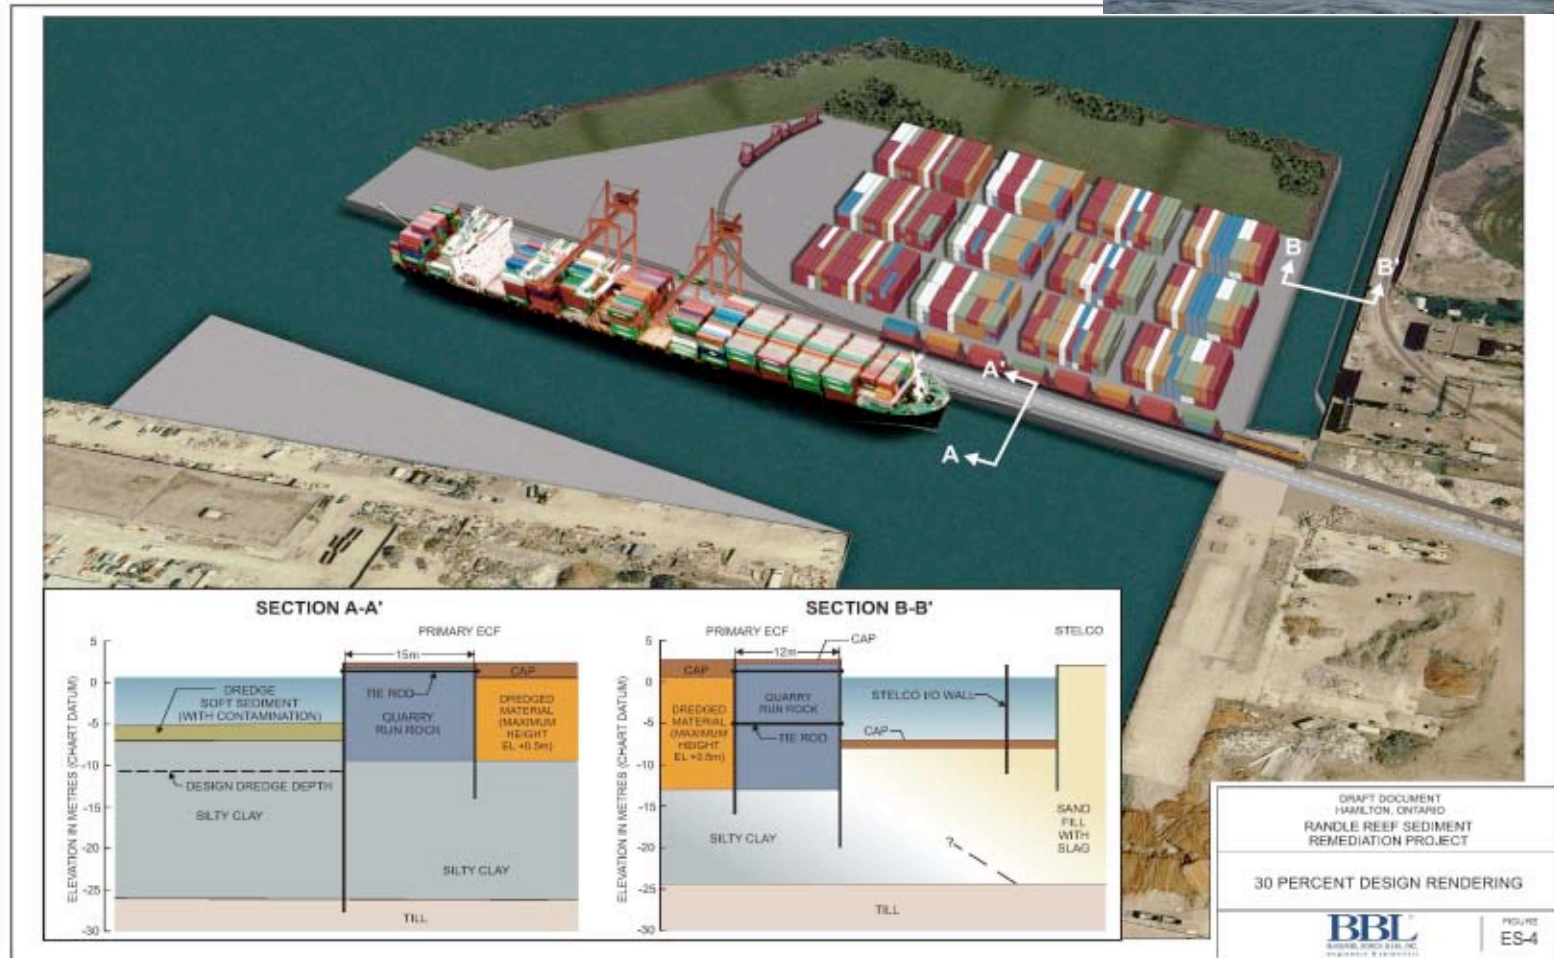 B
B'
A'
A
SECTION A-A'
PRIMARY ECF
15m
CAP
TIE ROD
DREDGE
SOFT SEDIMENT
(WITH CONTAMINATION)
QUARRY
RUN ROCK
DREDGED
MATERIAL
(MAXIMUM
HEIGHT
EL +0.5m)
DESIGN DREDGE DEPTH
SILTY CLAY
SILTY CLAY
TILL
ELEVATION IN METRES (CHART DATUM)
5
0
-5
-10
-15
-20
-25
-30
SECTION B-B'
PRIMARY ECF
CAP
STELCO
12m
CAP
QUARRY
RUN ROCK
STELCO I/O WALL
DREDGED
MATERIAL
(MAXIMUM
HEIGHT
EL +0.5m)
TIE ROD
CAP
SILTY CLAY
?
SAND
FILL
WITH
SLAG
TILL
ELEVATION IN METRES (CHART DATUM)
5
0
-5
-10
-15
-20
-25
-30
DRAFT DOCUMENT
HAMILTON, ONTARIO
RANDLE REEF SEDIMENT
REMEDIATION PROJECT
30 PERCENT DESIGN RENDERING
BBL
FIGURE
ES-4